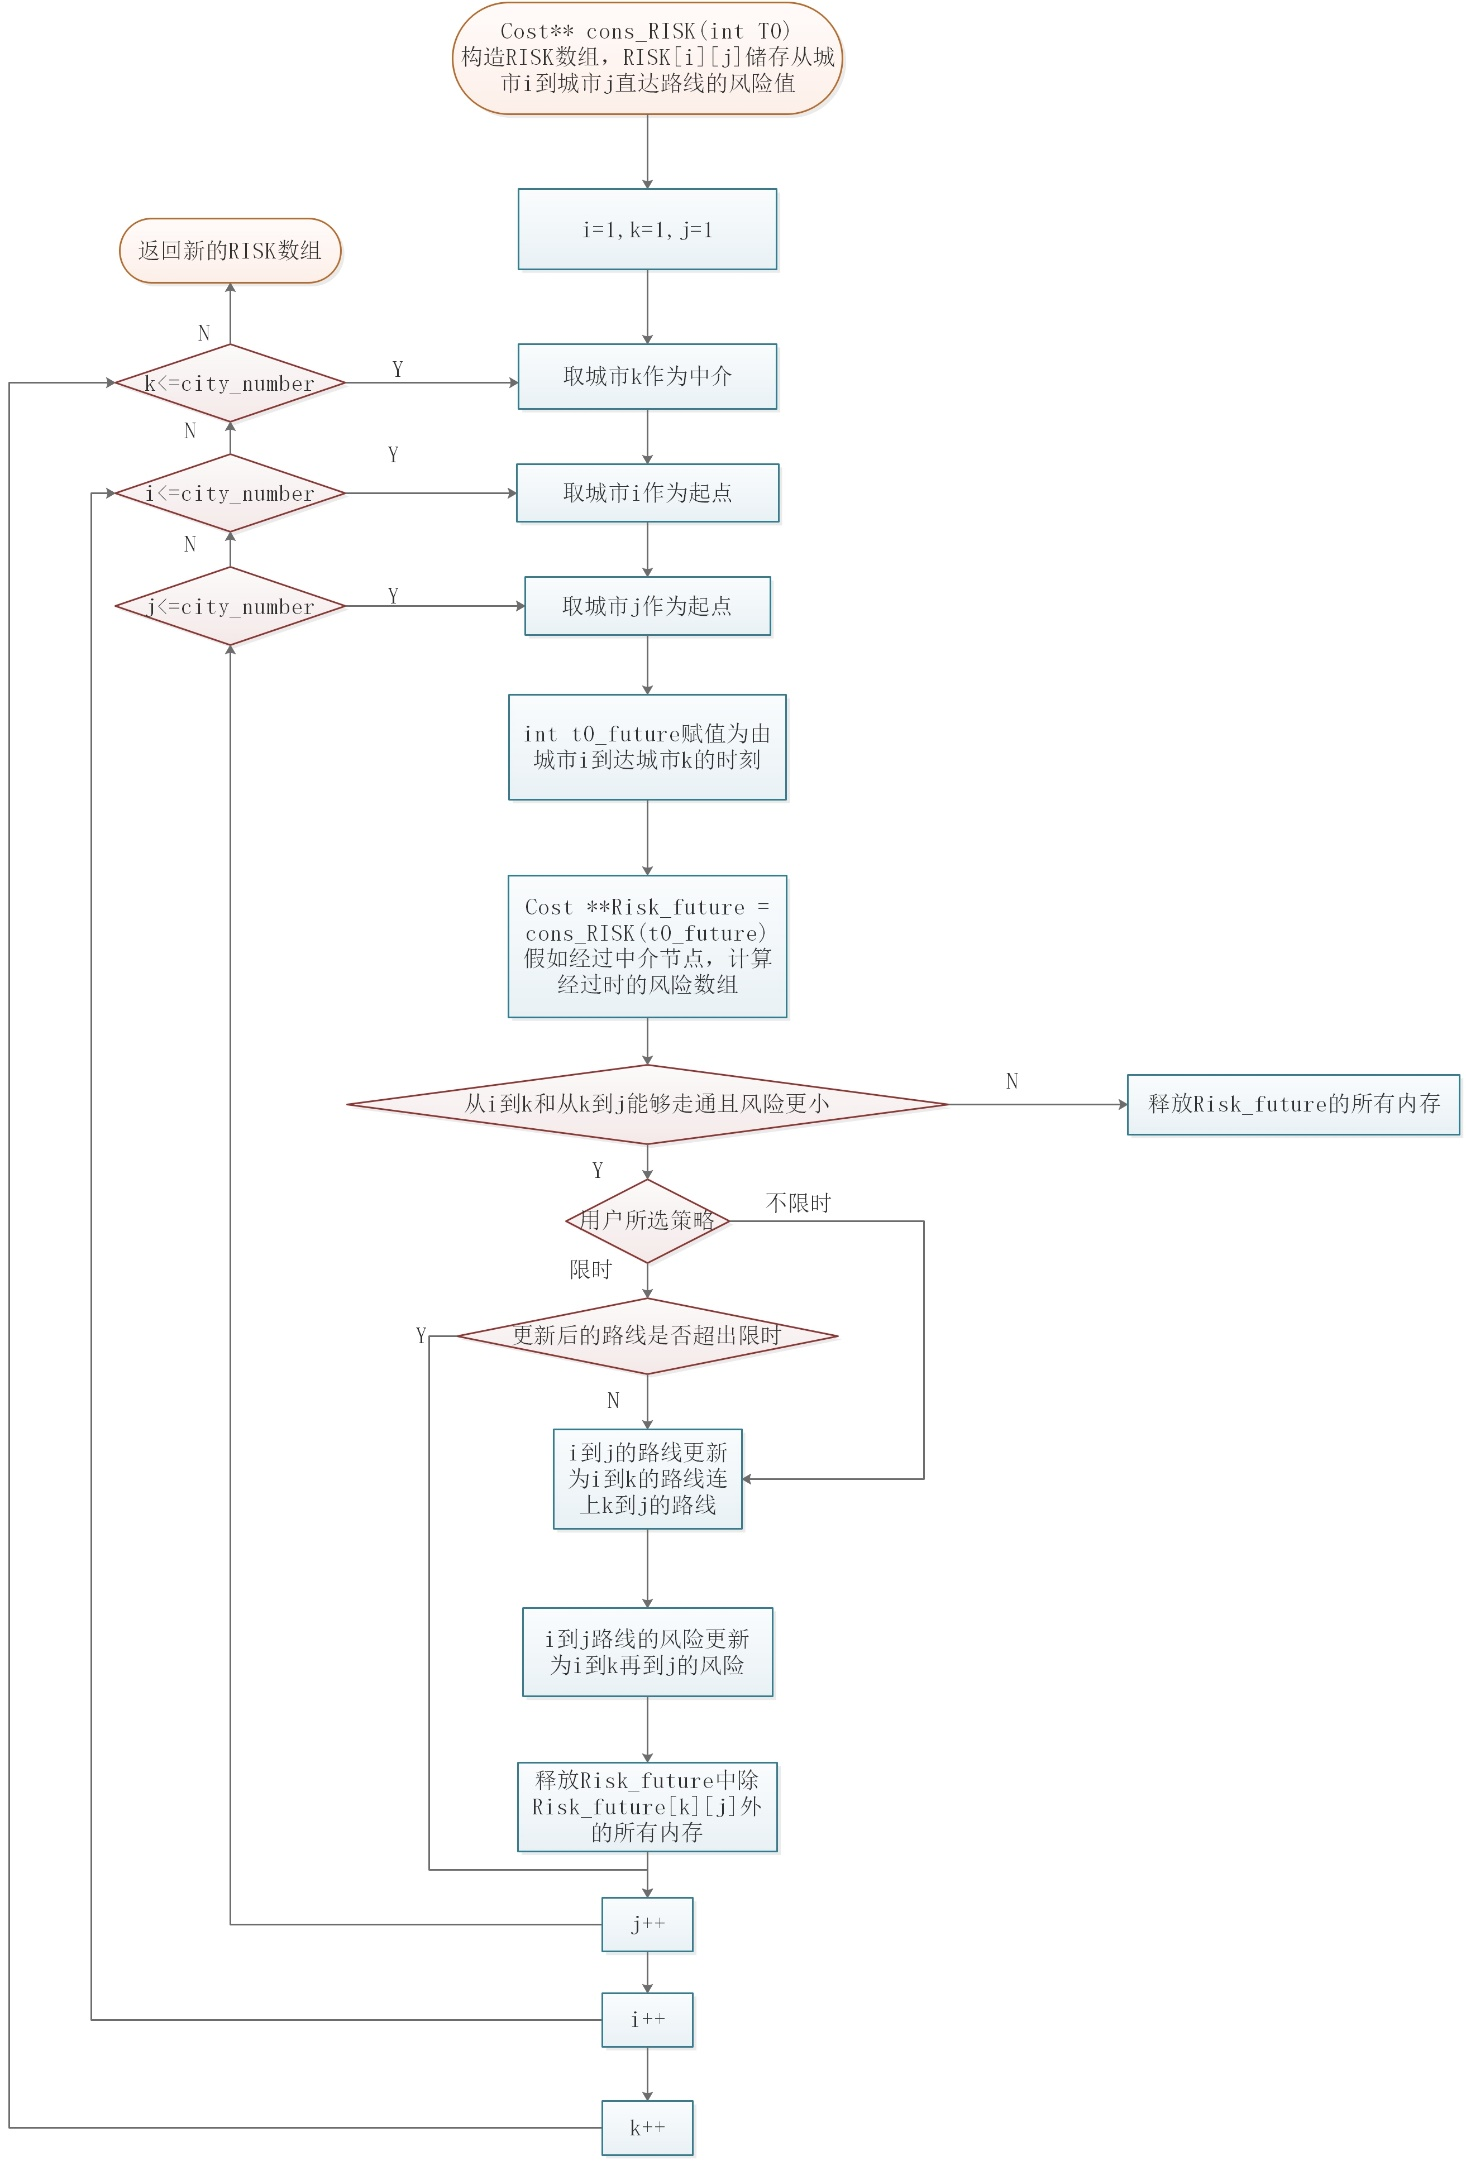 Cost** cons_RISK(int T0)
构造RISK数组，RISK[i][j]储存从城
市i到城市j直达路线的风险值
i=1,k=1,j=1
返回新的RISK数组
N
k<=city_number
Y
取城市k作为中介
N
Y
i<=city_number
取城市i作为起点
N
j<=city_number
Y
取城市j作为起点
int t0_future赋值为由
城市i到达城市k的时刻
Cost **Risk_future =
cons_RISK(t0_future)
假如经过中介节点，计算
经过时的风险数组
从i到k和从k到j能够走通且风险更小
N
释放Risk_future的所有内存
Y
用户所选策略
不限时
限时
更新后的路线是否超出限时
Y
N
i到j的路线更新
为i到k的路线连
上k到j的路线
i到j路线的风险更新
为i到k再到j的风险
释放Risk_future中除
Risk_future[k][j]外
的所有内存
j++
i++
k++